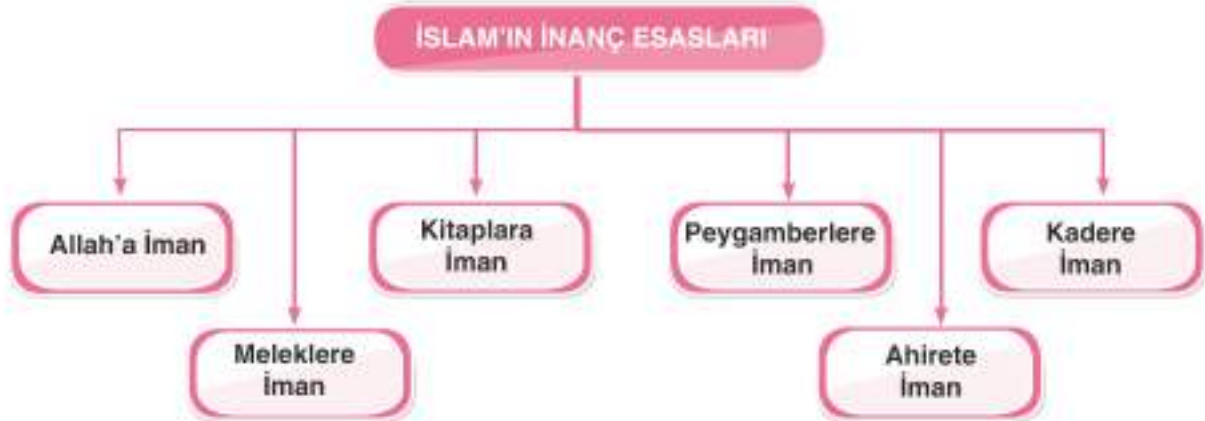 İSLAM'IN İNANÇ ESASLARI
Allah'a İman
Meleklere
İman
Kitaplara
İman
Peygamberlere
İman
Ahirete
İman
Kadere
İman